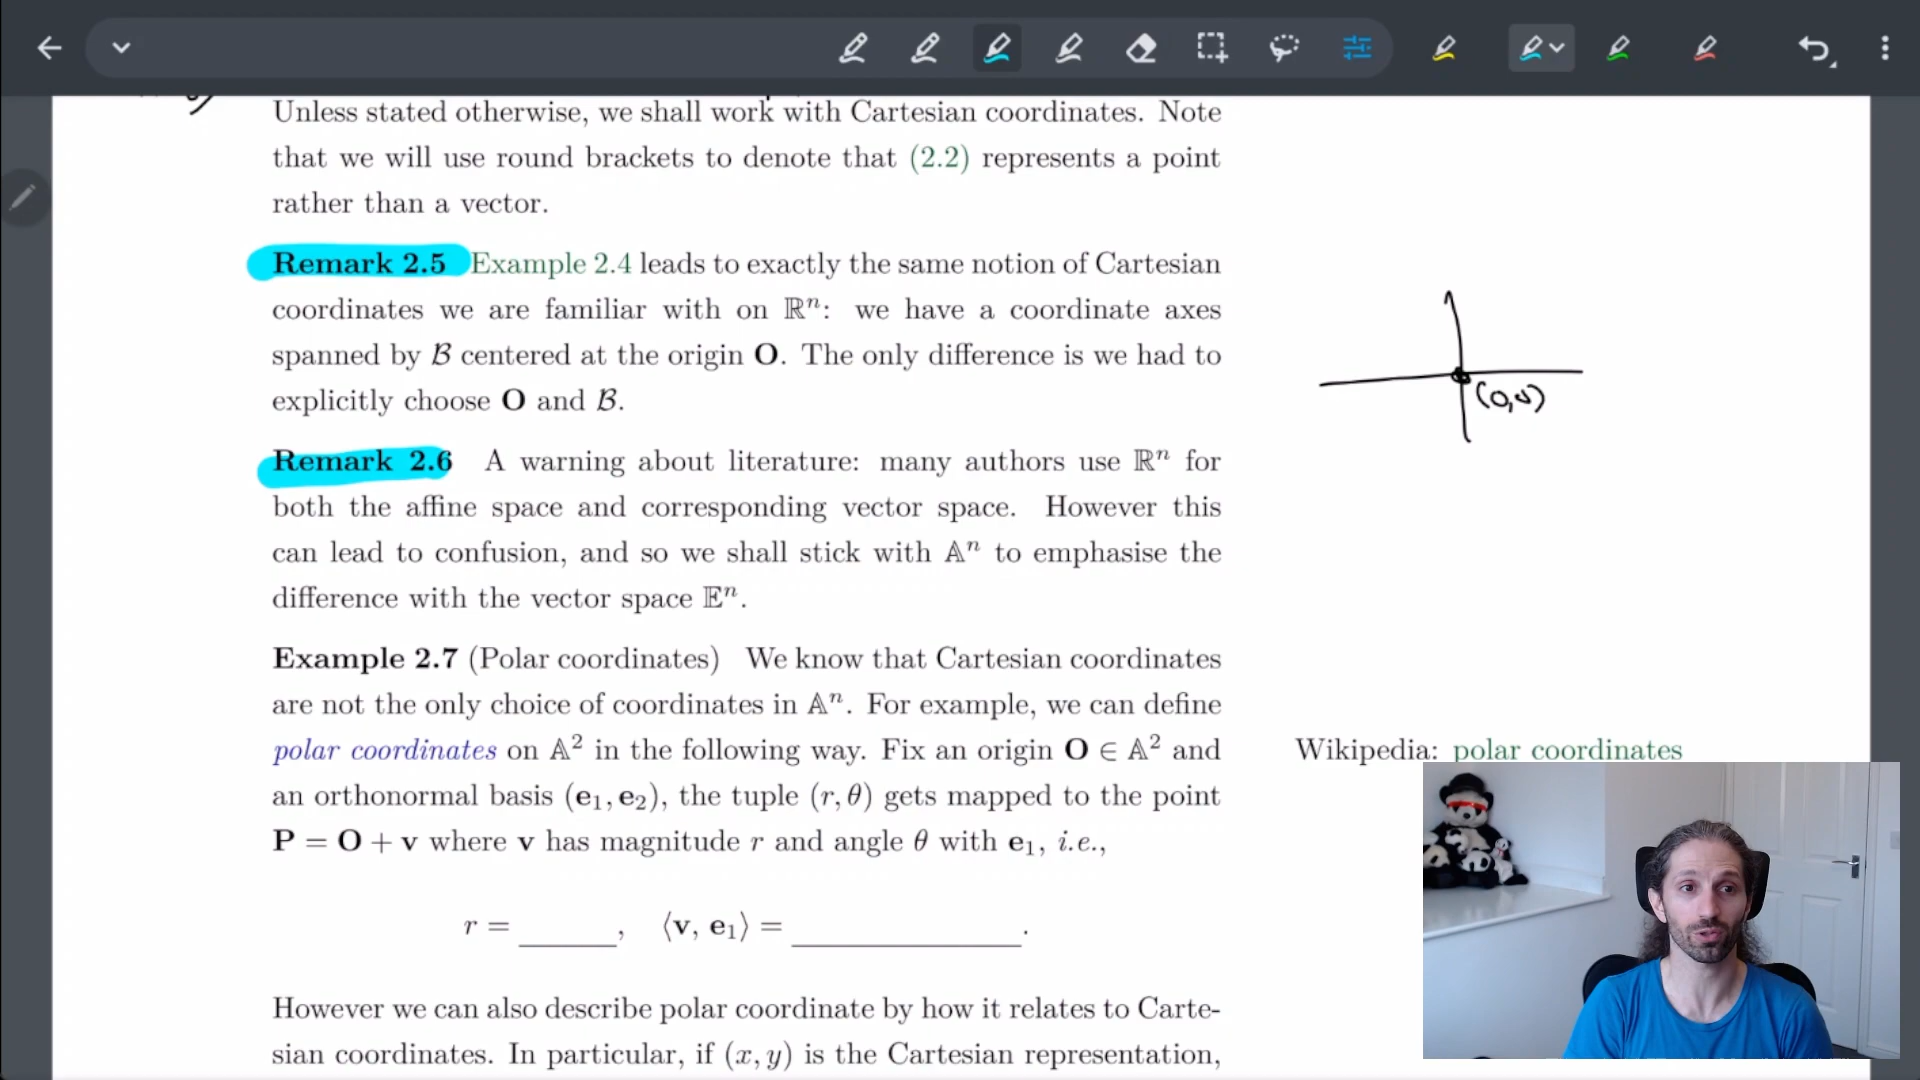 Unless stated otherwise, we shall work with Cartesian coordinates. Note
that we will use round brackets to denote that (2.2) represents a point
rather than a vector.
Remark 2.5 Example 2.4 leads to exactly the same notion of Cartesian
coordinates we are familiar with on ℝⁿ: we have a coordinate axes
spanned by ℬ centered at the origin O. The only difference is we had to
explicitly choose O and ℬ.
(0,0)
Remark 2.6 A warning about literature: many authors use ℝⁿ for
both the affine space and corresponding vector space. However this
can lead to confusion, and so we shall stick with 𝔸ⁿ to emphasise the
difference with the vector space 𝔼ⁿ.
Example 2.7 (Polar coordinates) We know that Cartesian coordinates
are not the only choice of coordinates in 𝔸ⁿ. For example, we can define
polar coordinates on 𝔸² in the following way. Fix an origin O ∈ 𝔸² and
Wikipedia: polar coordinates
an orthonormal basis (e₁, e₂), the tuple (r, θ) gets mapped to the point
P = O + v where v has magnitude r and angle θ with e₁, i.e.,
r = ______, ⟨v, e₁⟩ = ______________.
However we can also describe polar coordinate by how it relates to Carte-
sian coordinates. In particular, if (x, y) is the Cartesian representation,